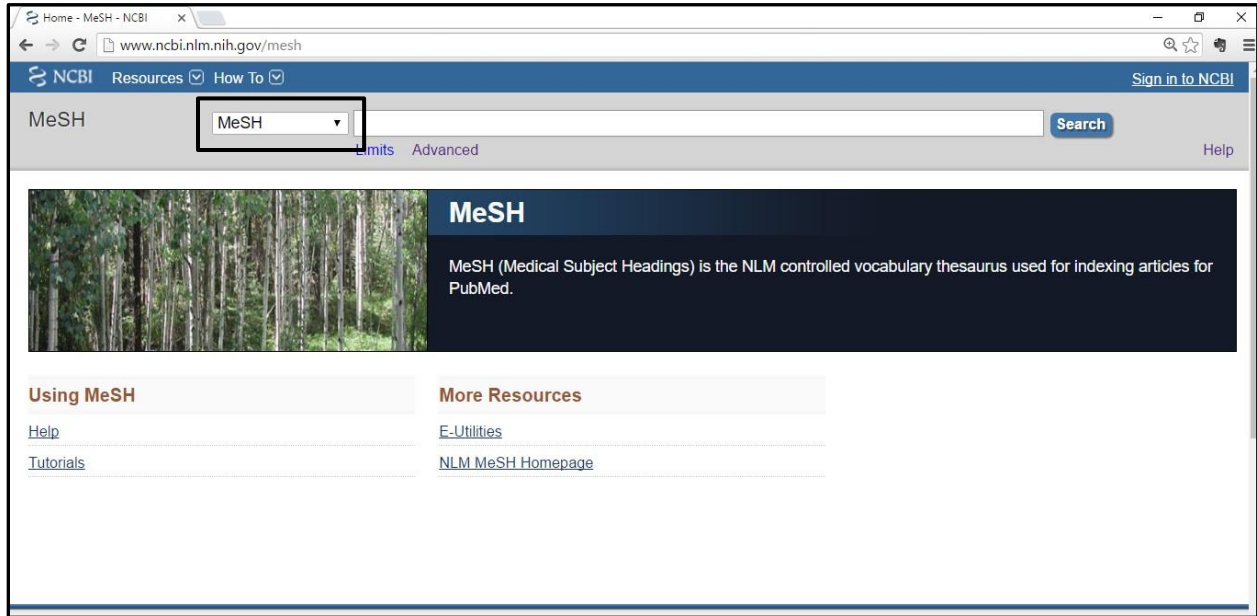 Home - MeSH - NCBI
www.ncbi.nlm.nih.gov/mesh
NCBI Resources How To Sign in to NCBI
MeSH MeSH Search
Limits Advanced Help
MeSH
MeSH (Medical Subject Headings) is the NLM controlled vocabulary thesaurus used for indexing articles for
PubMed.
Using MeSH
Help
Tutorials
More Resources
E-Utilities
NLM MeSH Homepage